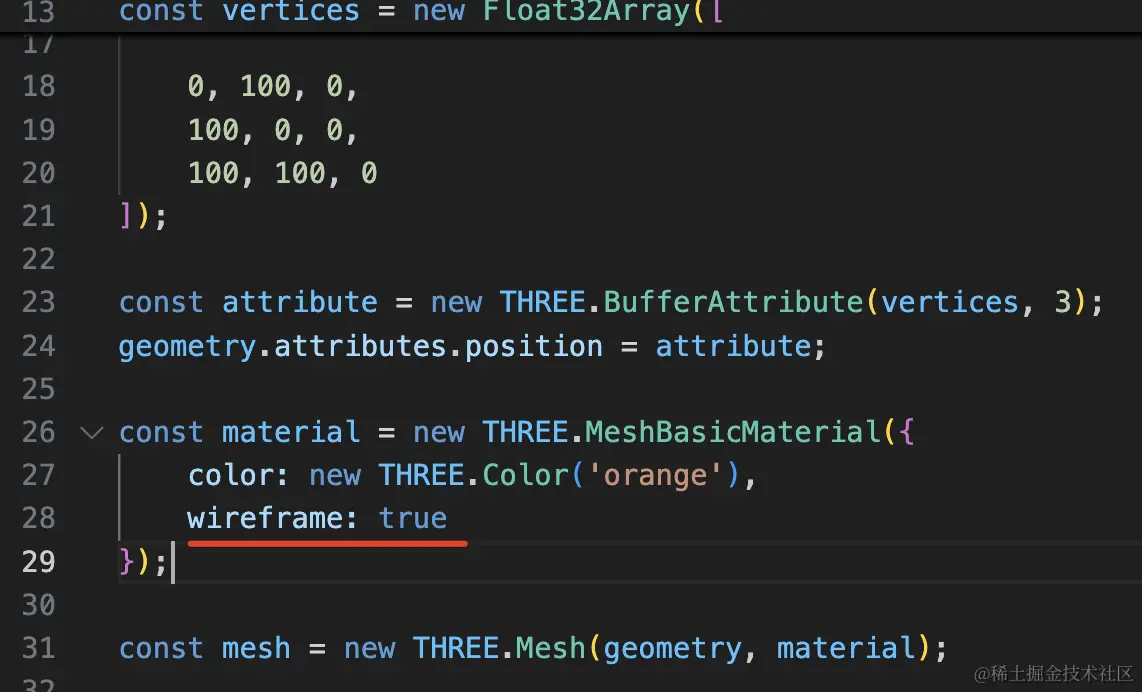 13 const vertices = new Float32Array([
17
18 0, 100, 0,
19 100, 0, 0,
20 100, 100, 0
21 ]);
22
23 const attribute = new THREE.BufferAttribute(vertices, 3);
24 geometry.attributes.position = attribute;
25
26 const material = new THREE.MeshBasicMaterial({
27 color: new THREE.Color('orange'),
28 wireframe: true
29 });
30
31 const mesh = new THREE.Mesh(geometry, material);
32
@稀土掘金技术社区